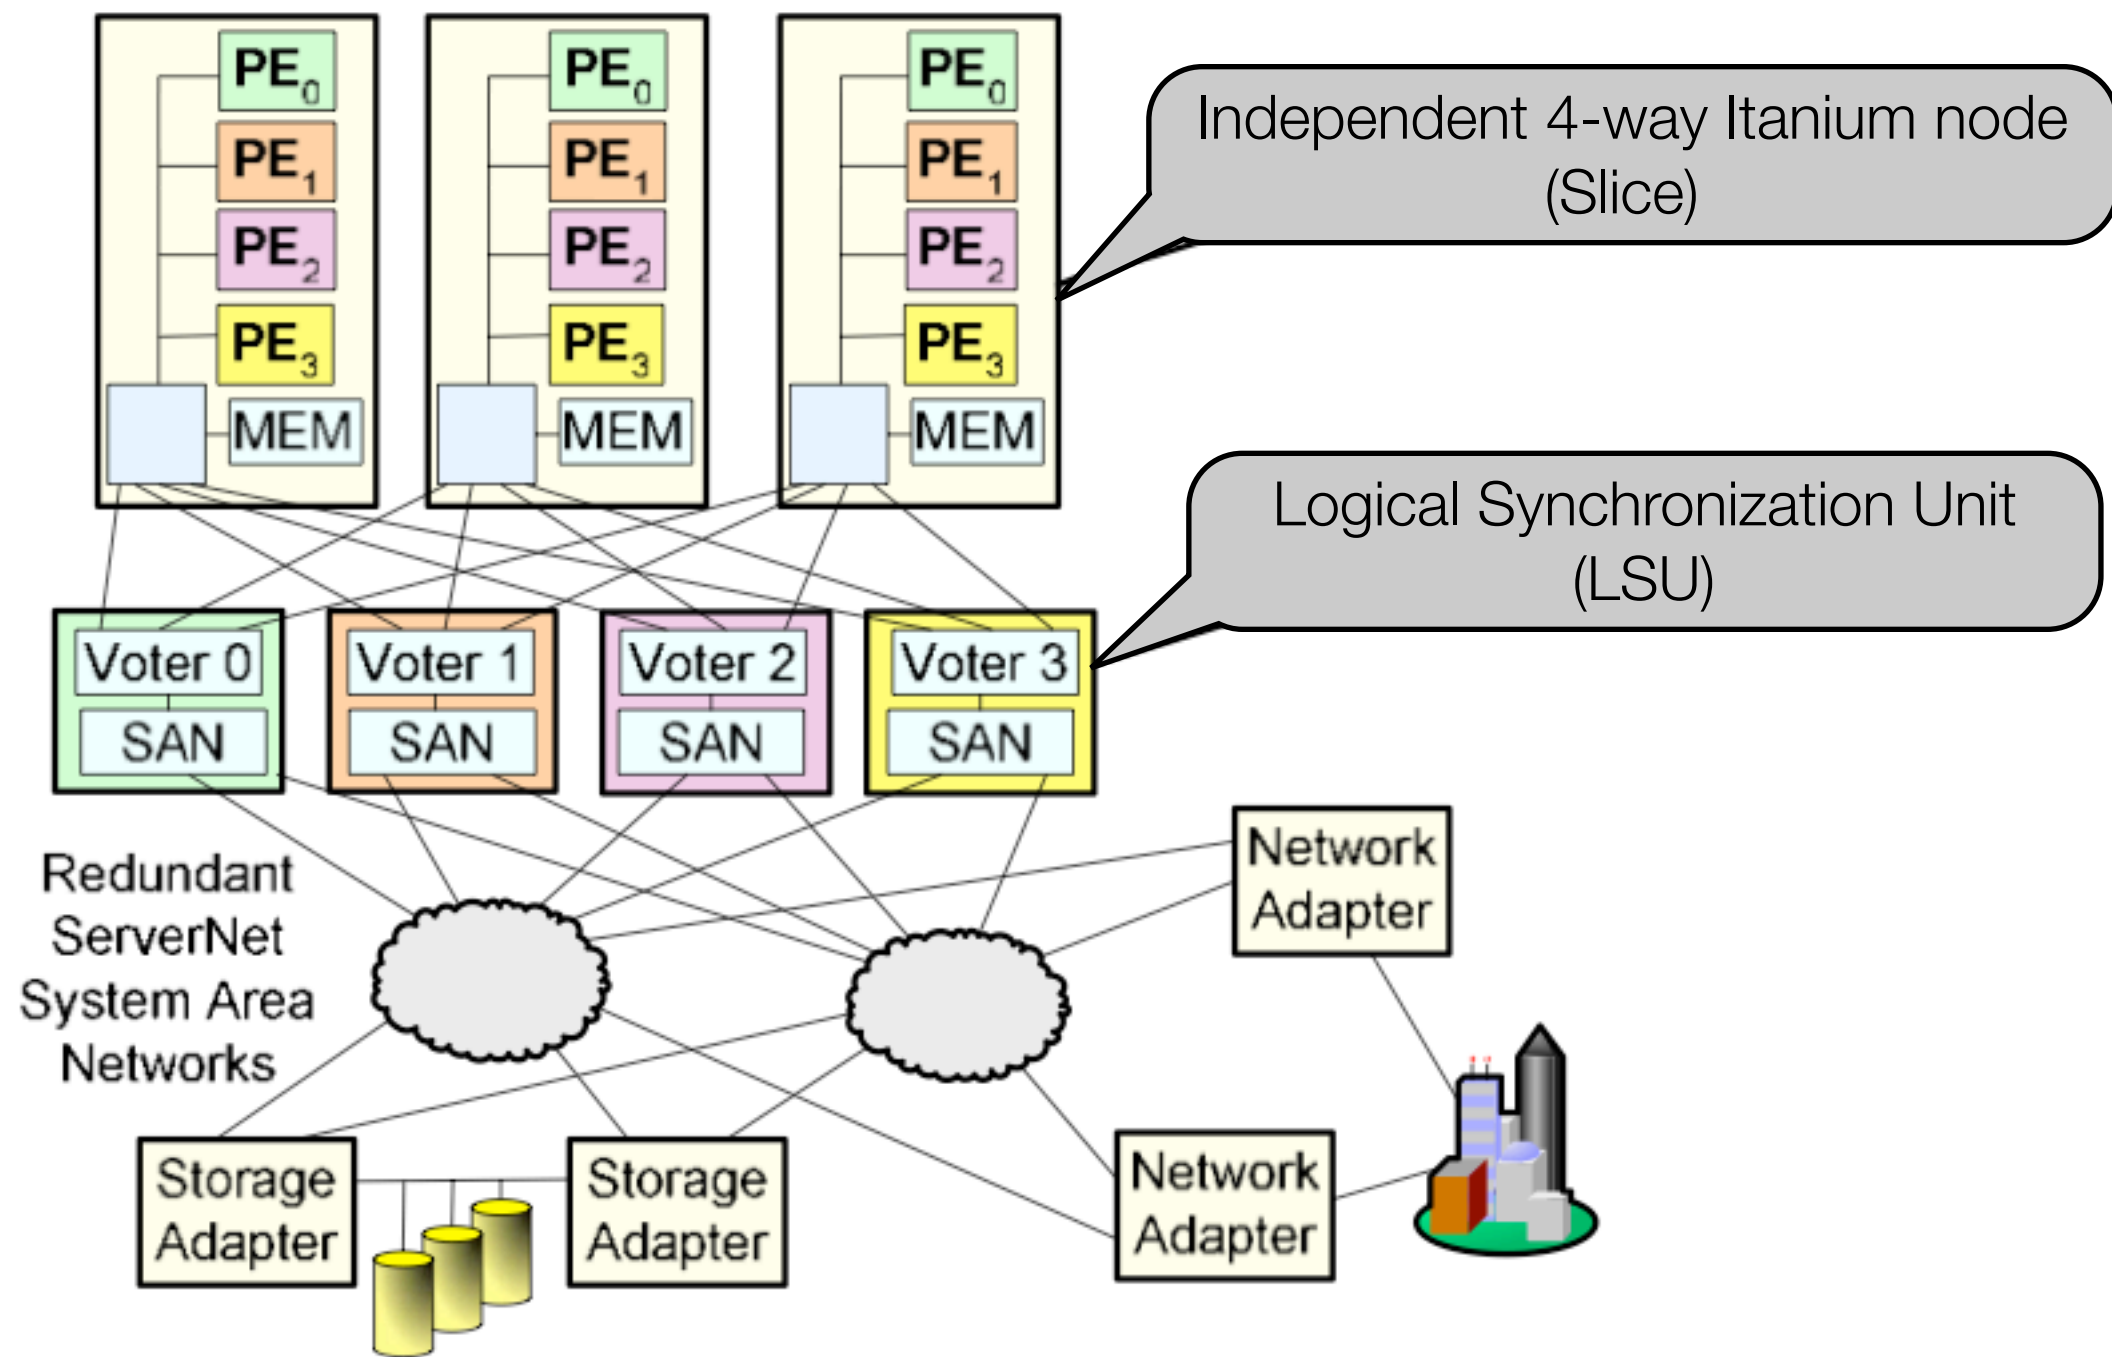 PE0
PE0
PE0
Independent 4-way Itanium node
(Slice)
PE1
PE1
PE1
PE2
PE2
PE2
PE3
PE3
PE3
MEM
MEM
MEM
Logical Synchronization Unit
(LSU)
Voter 0
Voter 1
Voter 2
Voter 3
SAN
SAN
SAN
SAN
Redundant
ServerNet
System Area
Networks
Network
Adapter
Storage
Adapter
Storage
Adapter
Network
Adapter